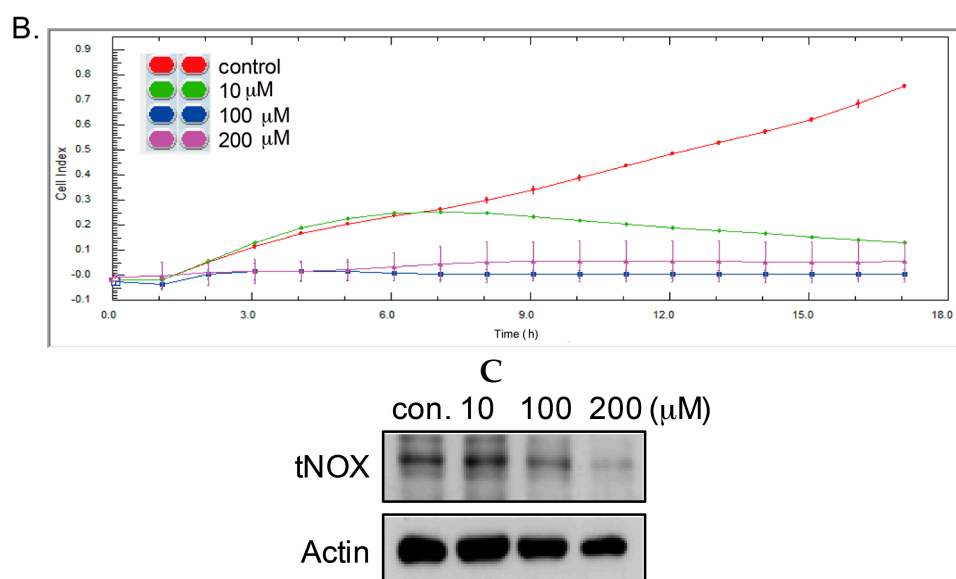 B.
0.9
0.8
0.7
0.6
0.5
0.4
0.3
0.2
0.1
-0.0
-0.1
Cell Index
control
10 μM
100 μM
200 μM
0.0 3.0 6.0 9.0 12.0 15.0 18.0
Time ( h)
C
con. 10 100 200 (μM)
tNOX
Actin